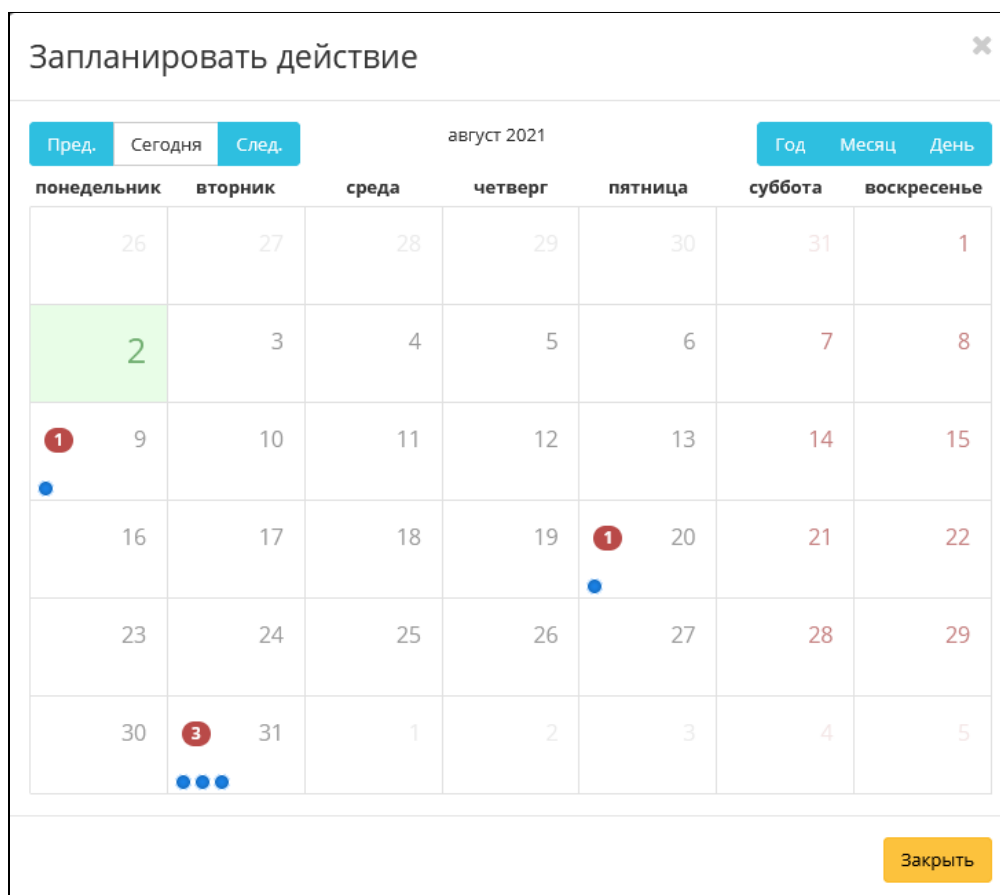 Запланировать действие ×
Пред. Сегодня След. август 2021 Год Месяц День
понедельник вторник среда четверг пятница суббота воскресенье
26 27 28 29 30 31 1
2 3 4 5 6 7 8
1 9 10 11 12 13 14 15
16 17 18 19 1 20 21 22
23 24 25 26 27 28 29
30 3 31 1 2 3 4 5
Закрыть